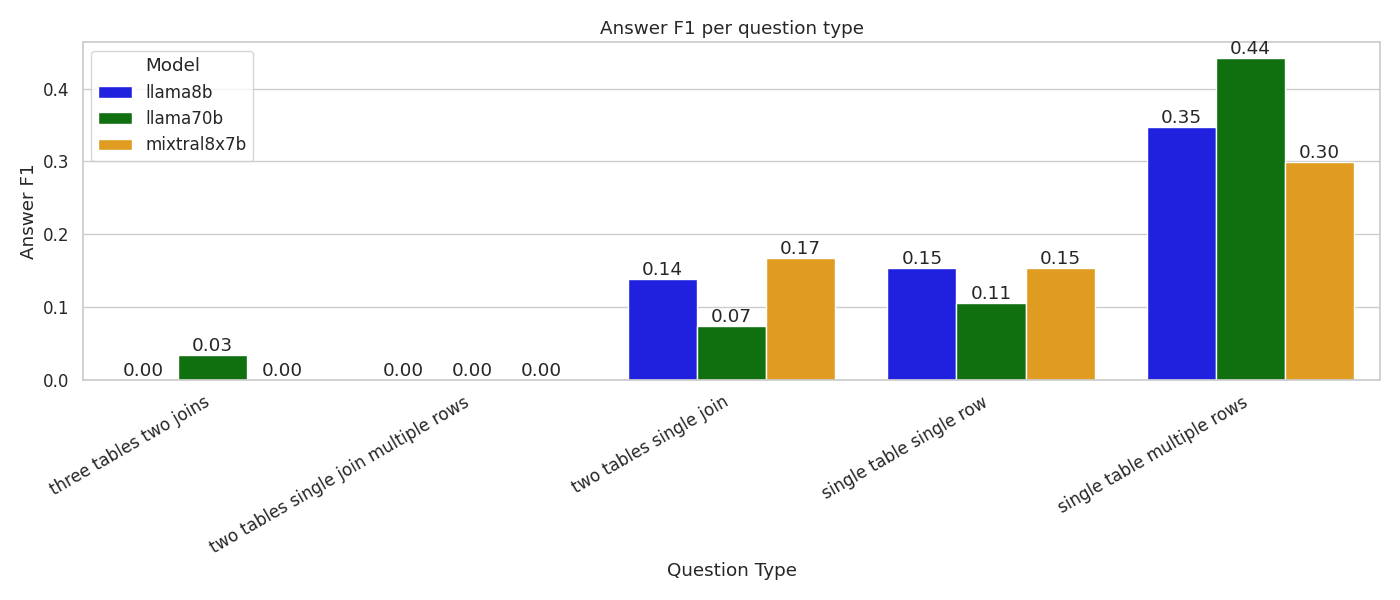 Answer F1 per question type
Model
llama8b
llama70b
mixtral8x7b
Answer F1
0.4
0.3
0.2
0.1
0.0
0.00
0.03
0.00
0.00
0.00
0.00
0.14
0.07
0.17
0.15
0.11
0.15
0.35
0.44
0.30
three tables two joins
two tables single join multiple rows
two tables single join
single table single row
single table multiple rows
Question Type